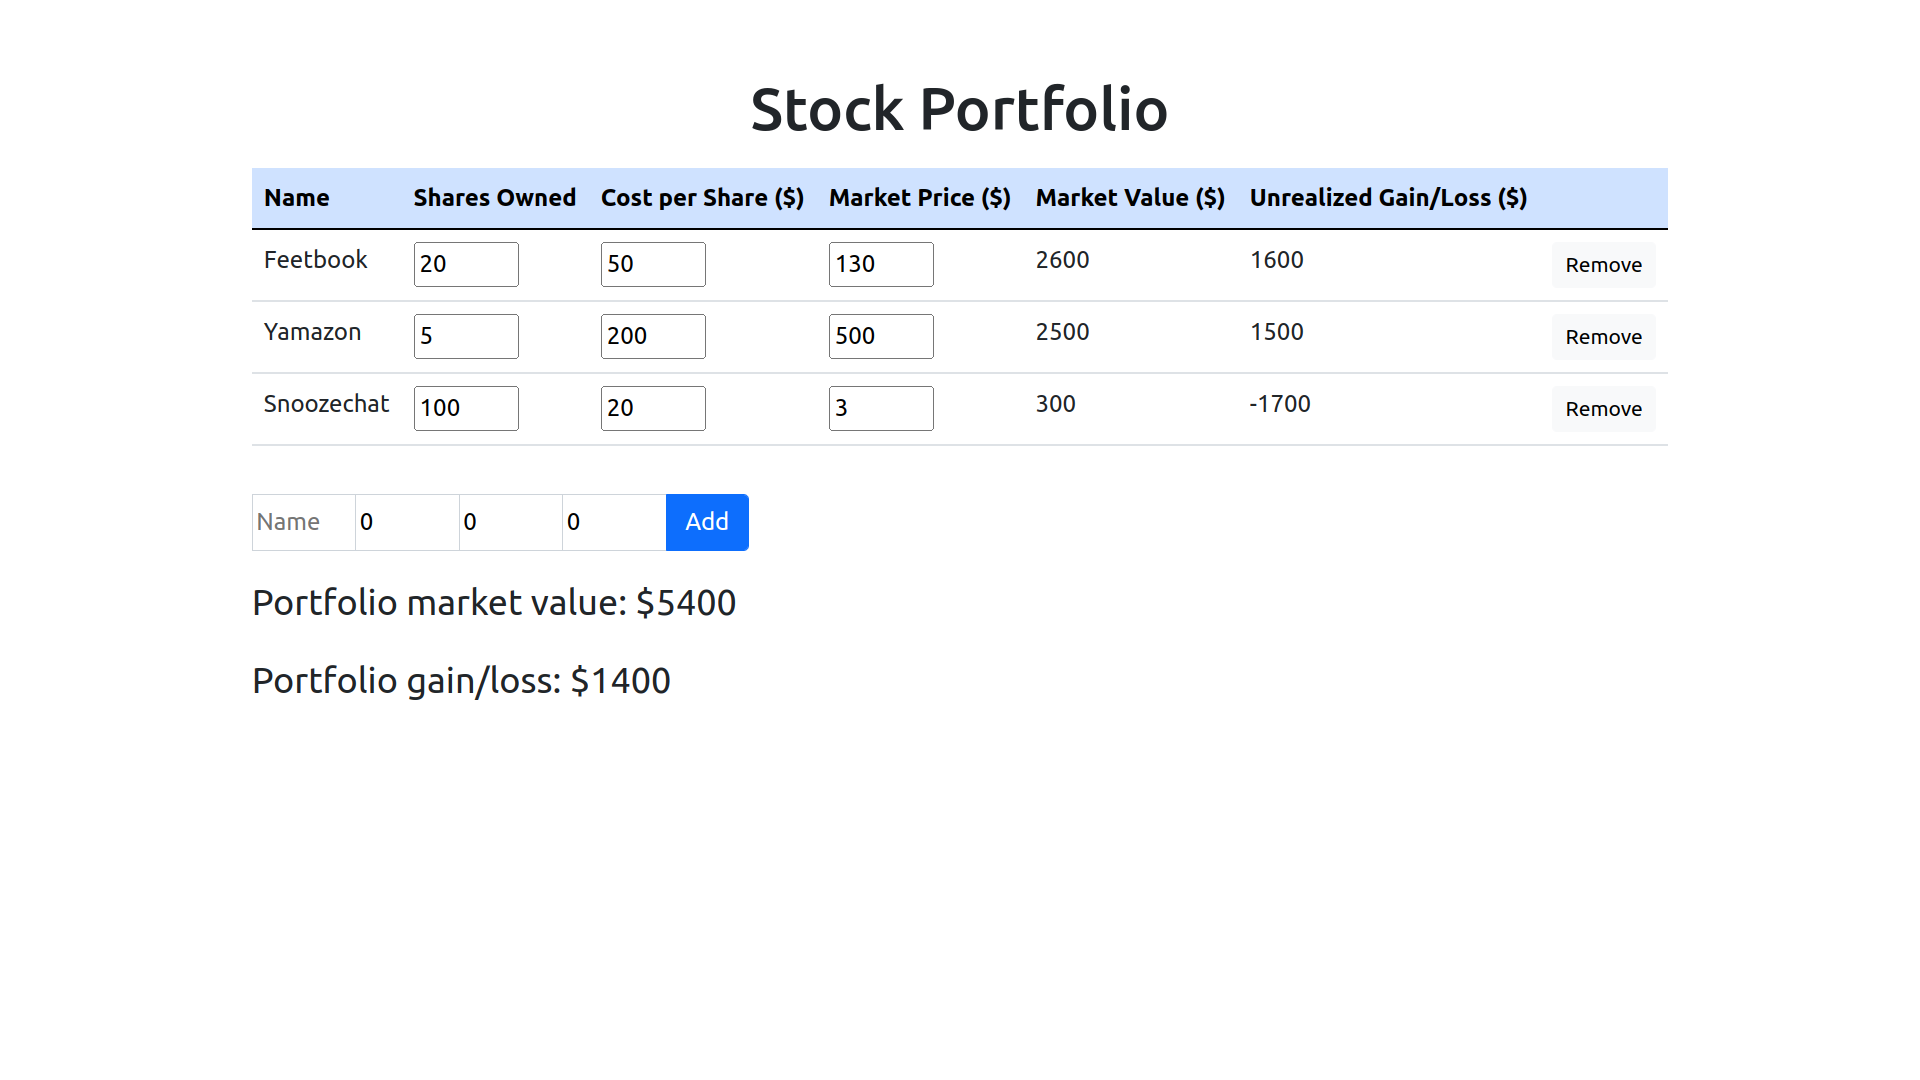 Stock Portfolio
Name Shares Owned Cost per Share ($) Market Price ($) Market Value ($) Unrealized Gain/Loss ($)
Feetbook 20 50 130 2600 1600 Remove
Yamazon 5 200 500 2500 1500 Remove
Snoozechat 100 20 3 300 -1700 Remove
Name 0 0 0 Add
Portfolio market value: $5400
Portfolio gain/loss: $1400